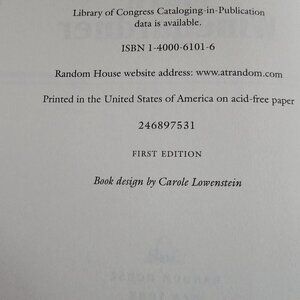 Library of Congress Cataloging-in-Publication
data is available.
ISBN 1-4000-6101-6
Random House website address: www.atrandom.com
Printed in the United States of America on acid-free paper
246897531
FIRST EDITION
Book design by Carole Lowenstein